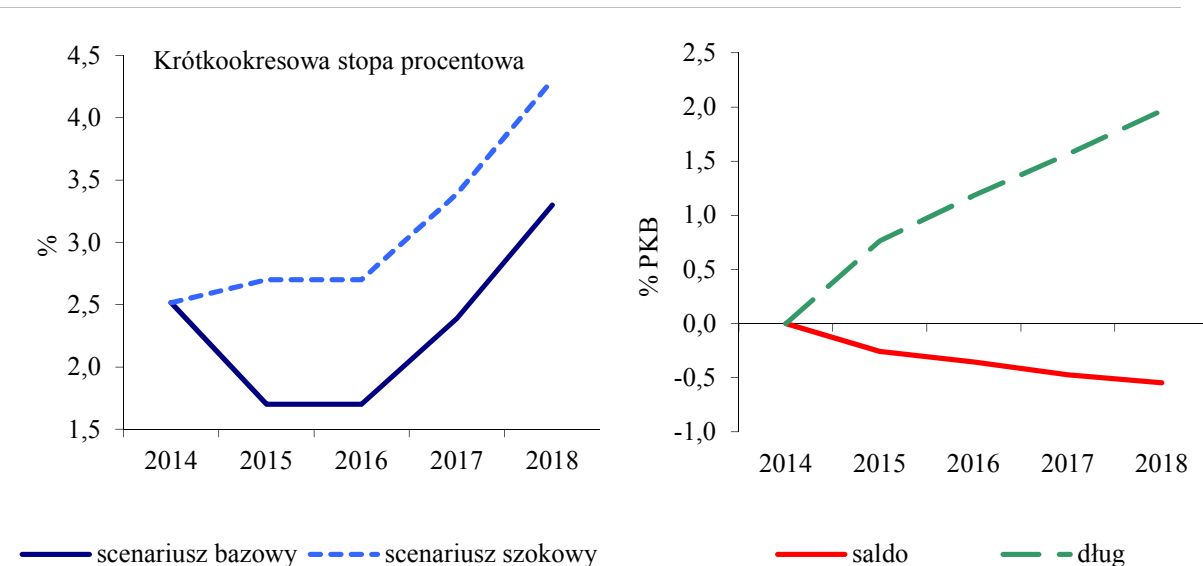 Krótkookresowa stopa procentowa
4,5
4,0
3,5
3,0
2,5
2,0
1,5
%
2014 2015 2016 2017 2018
scenariusz bazowy scenariusz szokowy
2,5
2,0
1,5
1,0
0,5
0,0
-0,5
-1,0
% PKB
2014 2015 2016 2017 2018
saldo dług